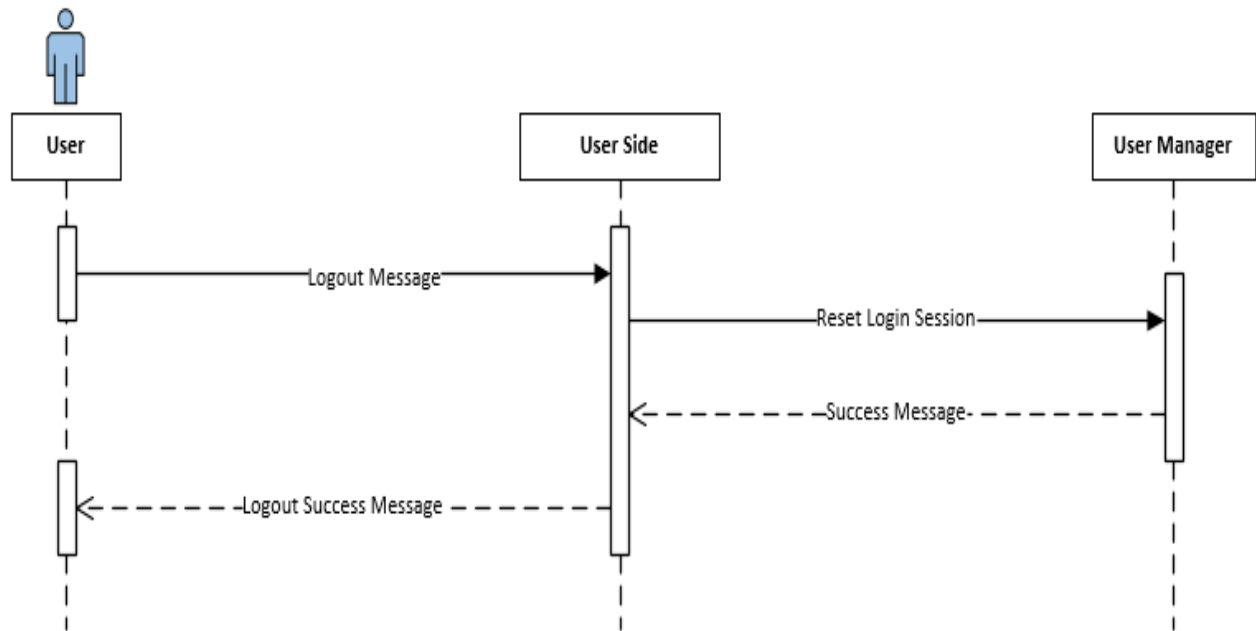 User
User Side
User Manager
Logout Message
Reset Login Session
Success Message
Logout Success Message